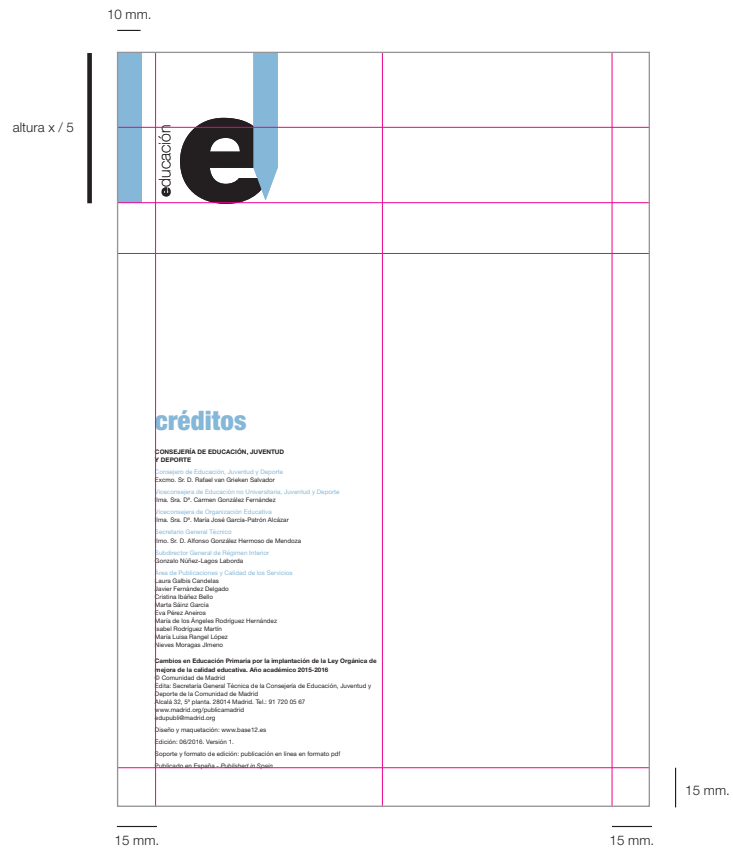 10 mm.
altura x / 5
educación
e
créditos
CONSEJERÍA DE EDUCACIÓN, JUVENTUD
Y DEPORTE
Consejero de Educación, Juventud y Deporte
Excmo. Sr. D. Rafael van Grieken Salvador
Viceconsejera de Educación no Universitaria, Juventud y Deporte
Ilma. Sra. Dª. Carmen González Fernández
Viceconsejera de Organización Educativa
Ilma. Sra. Dª. María José García-Patrón Alcázar
Secretario General Técnico
Ilmo. Sr. D. Alfonso González Hermoso de Mendoza
Subdirector General de Régimen Interior
Gonzalo Núñez-Lagos Laborda
Área de Publicaciones y Calidad de los Servicios
Laura Galbis Candelas
Javier Fernández Delgado
Cristina Ibáñez Bello
Marta Sáinz García
Eva Pérez Aneiros
María de los Ángeles Rodríguez Hernández
Isabel Rodríguez Martín
María Luisa Rangel López
Nieves Moragas Jimeno
Cambios en Educación Primaria por la implantación de la Ley Orgánica de
mejora de la calidad educativa. Año académico 2015-2016
© Comunidad de Madrid
Edita: Secretaría General Técnica de la Consejería de Educación, Juventud y
Deporte de la Comunidad de Madrid
Alcalá 32, 5ª planta. 28014 Madrid. Tel.: 91 720 05 67
www.madrid.org/publicamadrid
edupubli@madrid.org
Diseño y maquetación: www.base12.es
Edición: 06/2016. Versión 1.
Soporte y formato de edición: publicación en línea en formato pdf
Publicado en España - Published in Spain
15 mm.
15 mm.
15 mm.